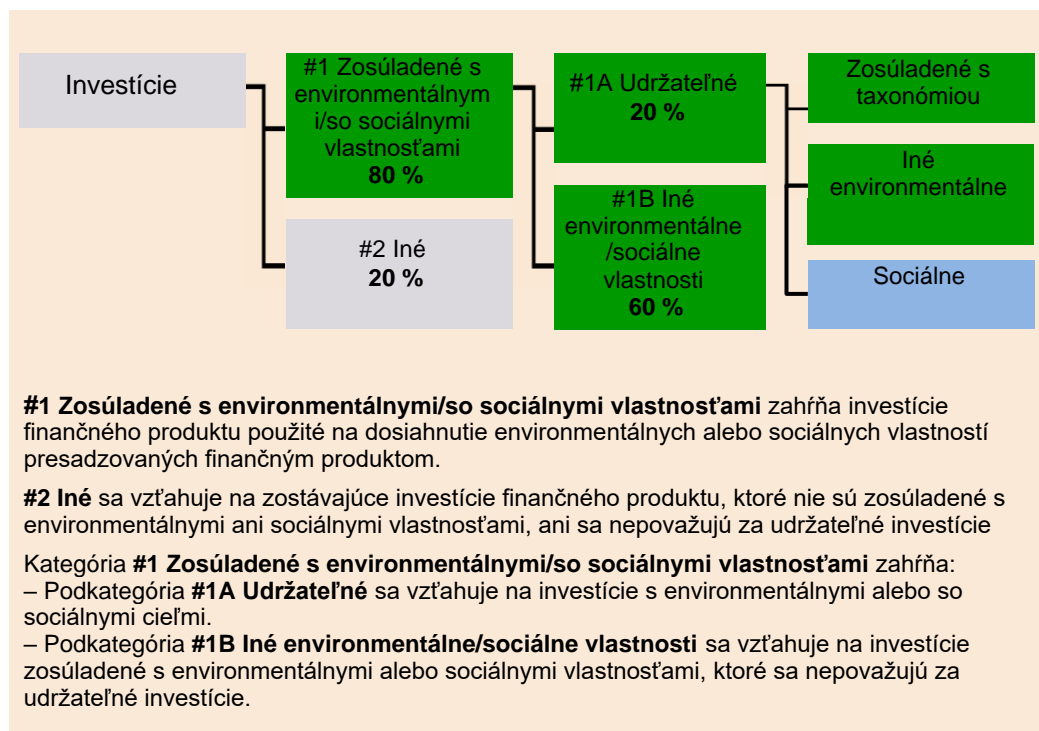 Investície
#1 Zosúladené s
environmentálnym
i/so sociálnymi
vlastnosťami
80 %
#2 Iné
20 %
#1A Udržateľné
20 %
#1B Iné
environmentálne
/sociálne
vlastnosti
60 %
Zosúladené s
taxonómiou
Iné
environmentálne
Sociálne
#1 Zosúladené s environmentálnymi/so sociálnymi vlastnosťami zahŕňa investície
finančného produktu použité na dosiahnutie environmentálnych alebo sociálnych vlastností
presadzovaných finančným produktom.
#2 Iné sa vzťahuje na zostávajúce investície finančného produktu, ktoré nie sú zosúladené s
environmentálnymi ani sociálnymi vlastnosťami, ani sa nepovažujú za udržateľné investície
Kategória #1 Zosúladené s environmentálnymi/so sociálnymi vlastnosťami zahŕňa:
– Podkategória #1A Udržateľné sa vzťahuje na investície s environmentálnymi alebo so
sociálnymi cieľmi.
– Podkategória #1B Iné environmentálne/sociálne vlastnosti sa vzťahuje na investície
zosúladené s environmentálnymi alebo sociálnymi vlastnosťami, ktoré sa nepovažujú za
udržateľné investície.